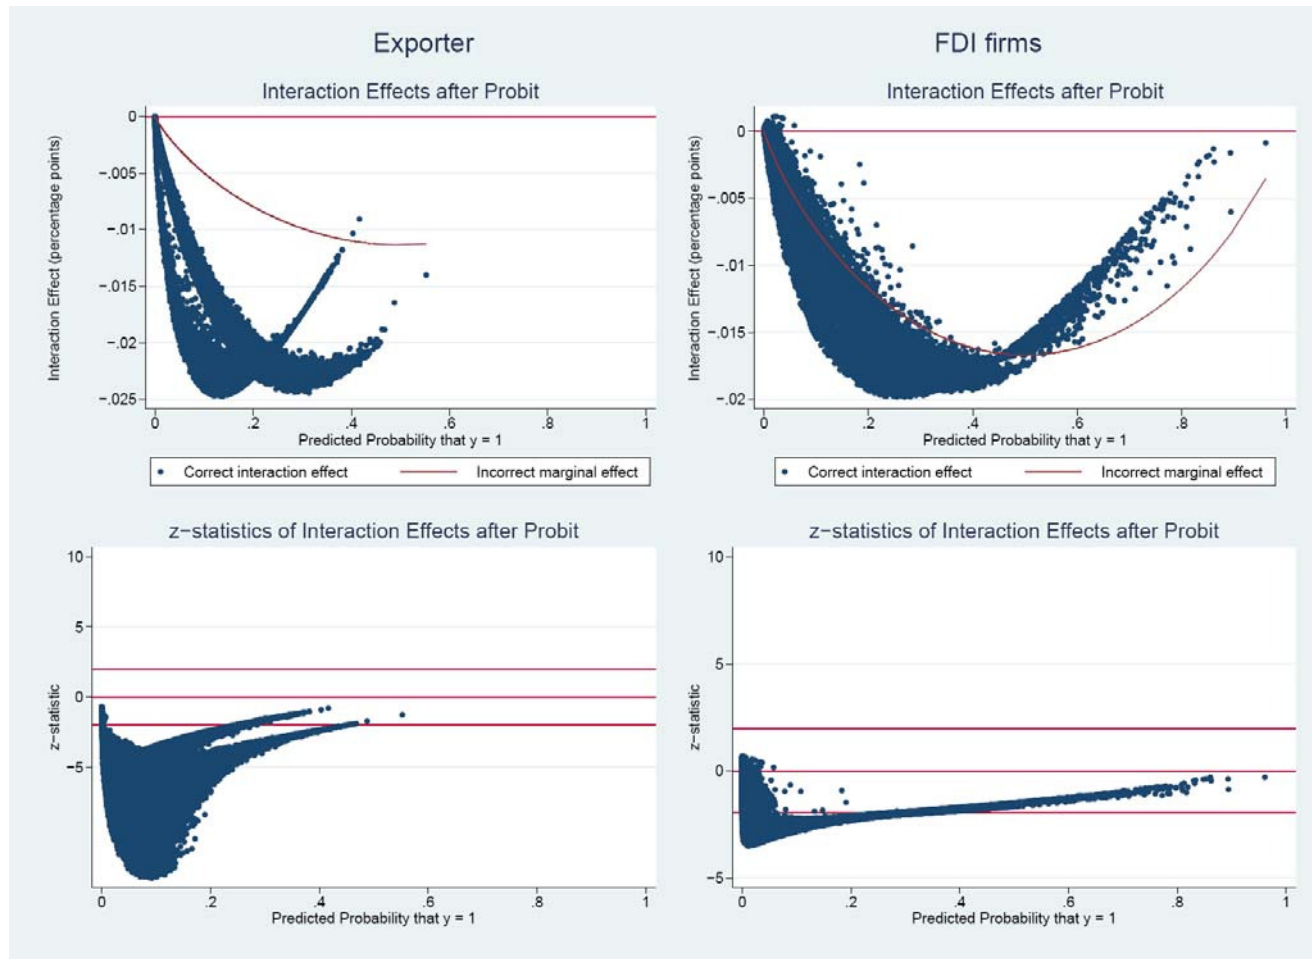 Exporter
FDI firms
Interaction Effects after Probit
Interaction Effect (percentage points)
0
−.005
−.01
−.015
−.02
−.025
0 .2 .4 .6 .8 1
Predicted Probability that y = 1
Correct interaction effect Incorrect marginal effect
Interaction Effects after Probit
Interaction Effect (percentage points)
0
−.005
−.01
−.015
−.02
0 .2 .4 .6 .8 1
Predicted Probability that y = 1
Correct interaction effect Incorrect marginal effect
z−statistics of Interaction Effects after Probit
z−statistic
10
5
0
−5
0 .2 .4 .6 .8 1
Predicted Probability that y = 1
z−statistics of Interaction Effects after Probit
z−statistic
10
5
0
−5
0 .2 .4 .6 .8 1
Predicted Probability that y = 1